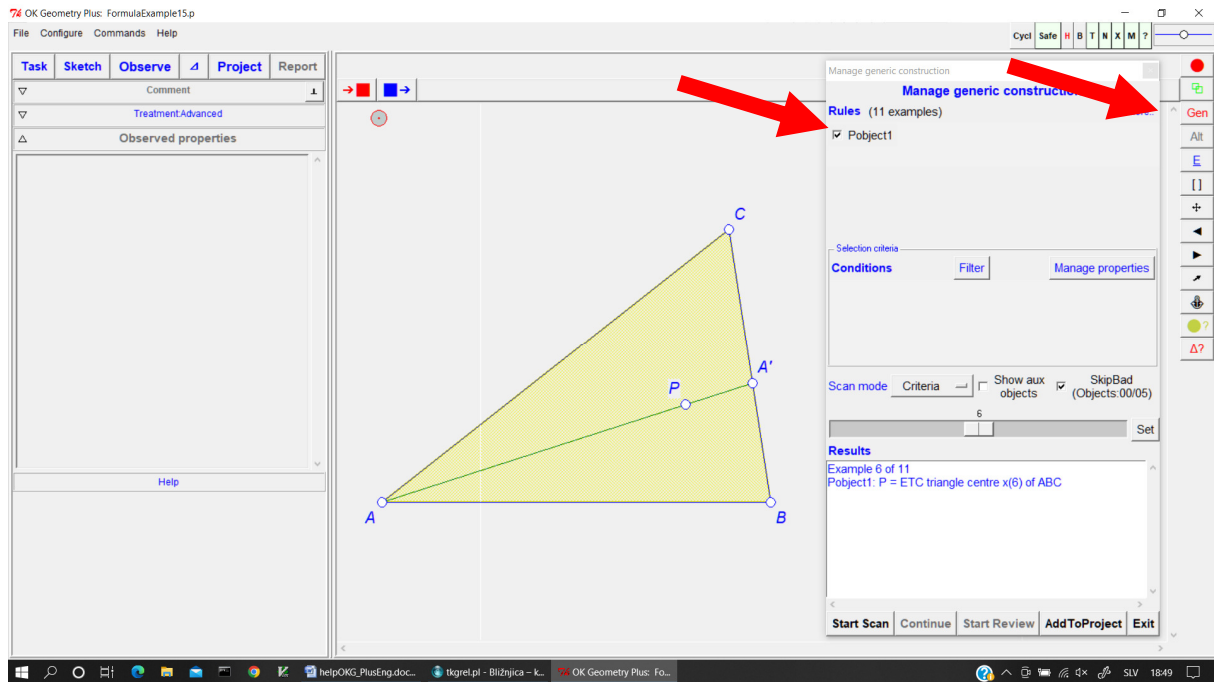 OK Geometry Plus: FormulaExample15.p
File Configure Commands Help
Cycl Safe H B T N X M ?
Task Sketch Observe ⊿ Project Report
▽ Comment
▽ Treatment:Advanced
△ Observed properties
Help
C
A'
P
A
B
Manage generic construction
Manage generic
Rules (11 examples)
Pobject1
Selection criteria
Conditions Filter Manage properties
Scan mode Criteria Show aux objects SkipBad (Objects:00/05)
6
Set
Results
Example 6 of 11
Pobject1: P = ETC triangle centre x(6) of ABC
Start Scan Continue Start Review AddToProject Exit
Gen
Alt
E
[ ]
?
Δ?
helpOKG_PlusEng.doc... tkgrel.pl - Bližnjica – k... OK Geometry Plus: Fo... SLV 18:49